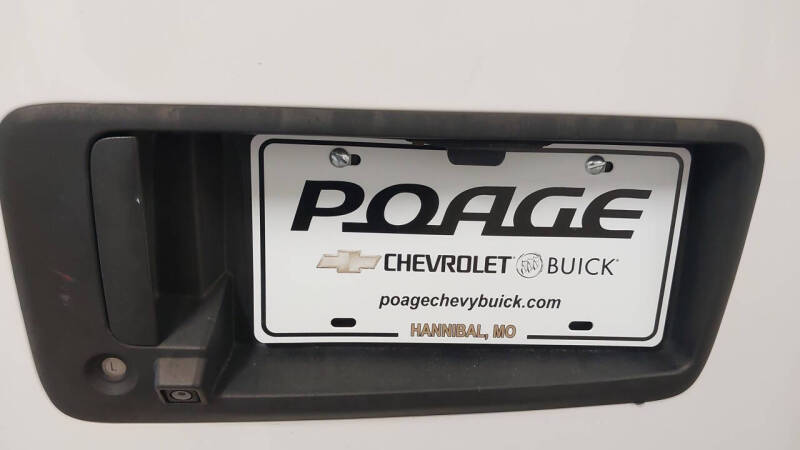 POAGE
CHEVROLET BUICK
poagechevybuick.com
HANNIBAL, MO
L